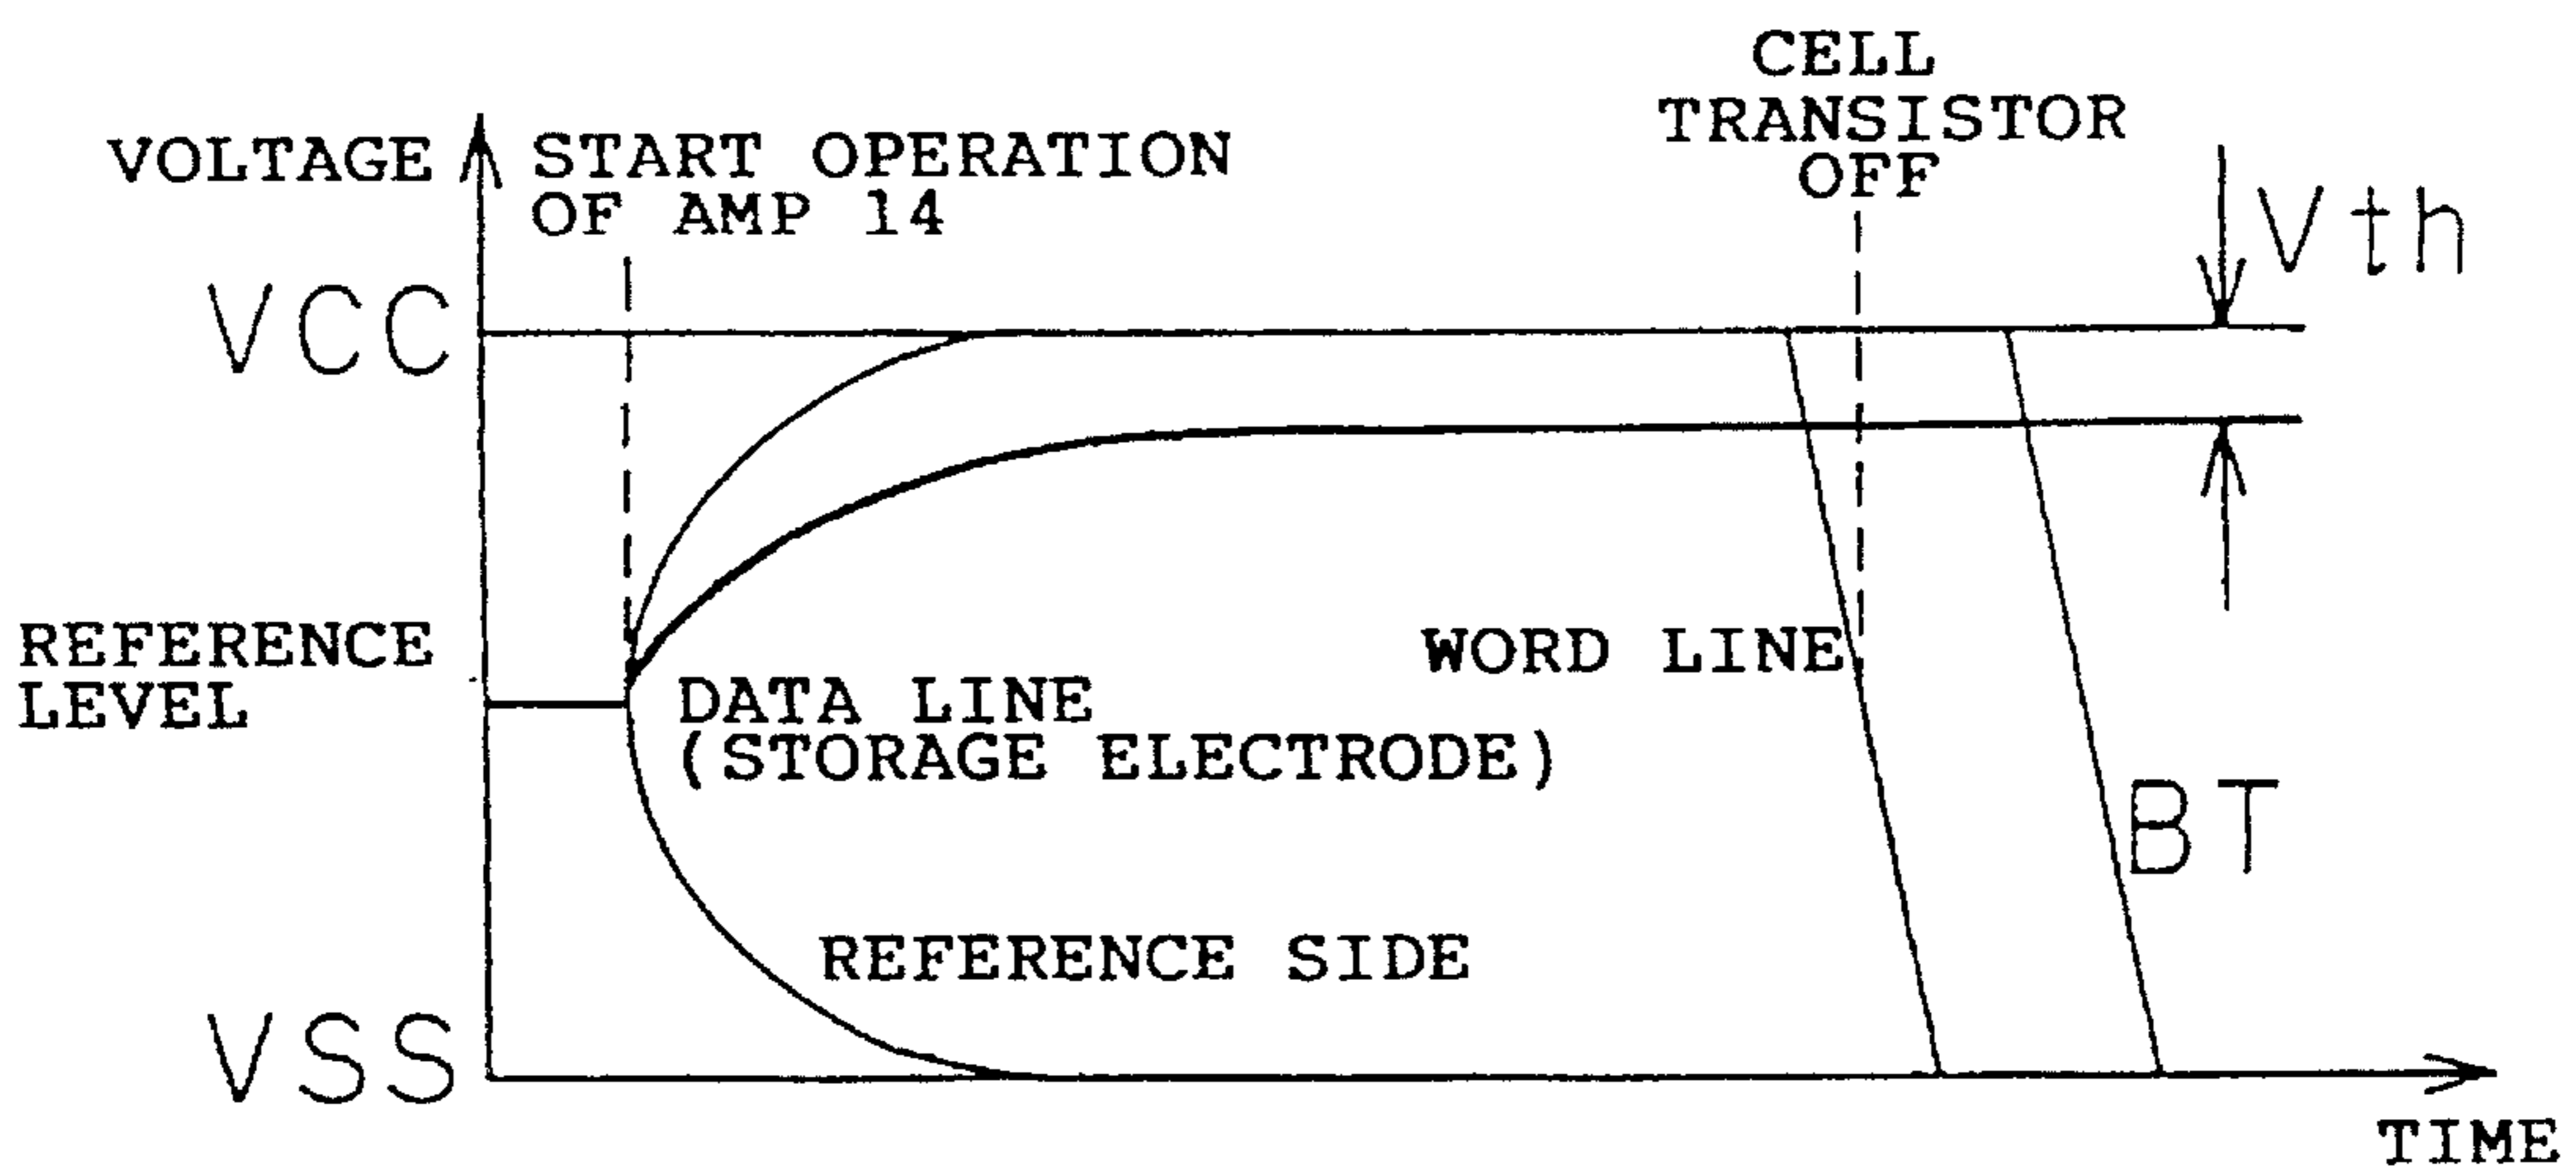 CELL
TRANSISTOR
OFF
VOLTAGE
START OPERATION
OF AMP 14
Vth
VCC
REFERENCE
LEVEL
WORD LINE
DATA LINE
(STORAGE ELECTRODE)
BT
REFERENCE SIDE
VSS
TIME